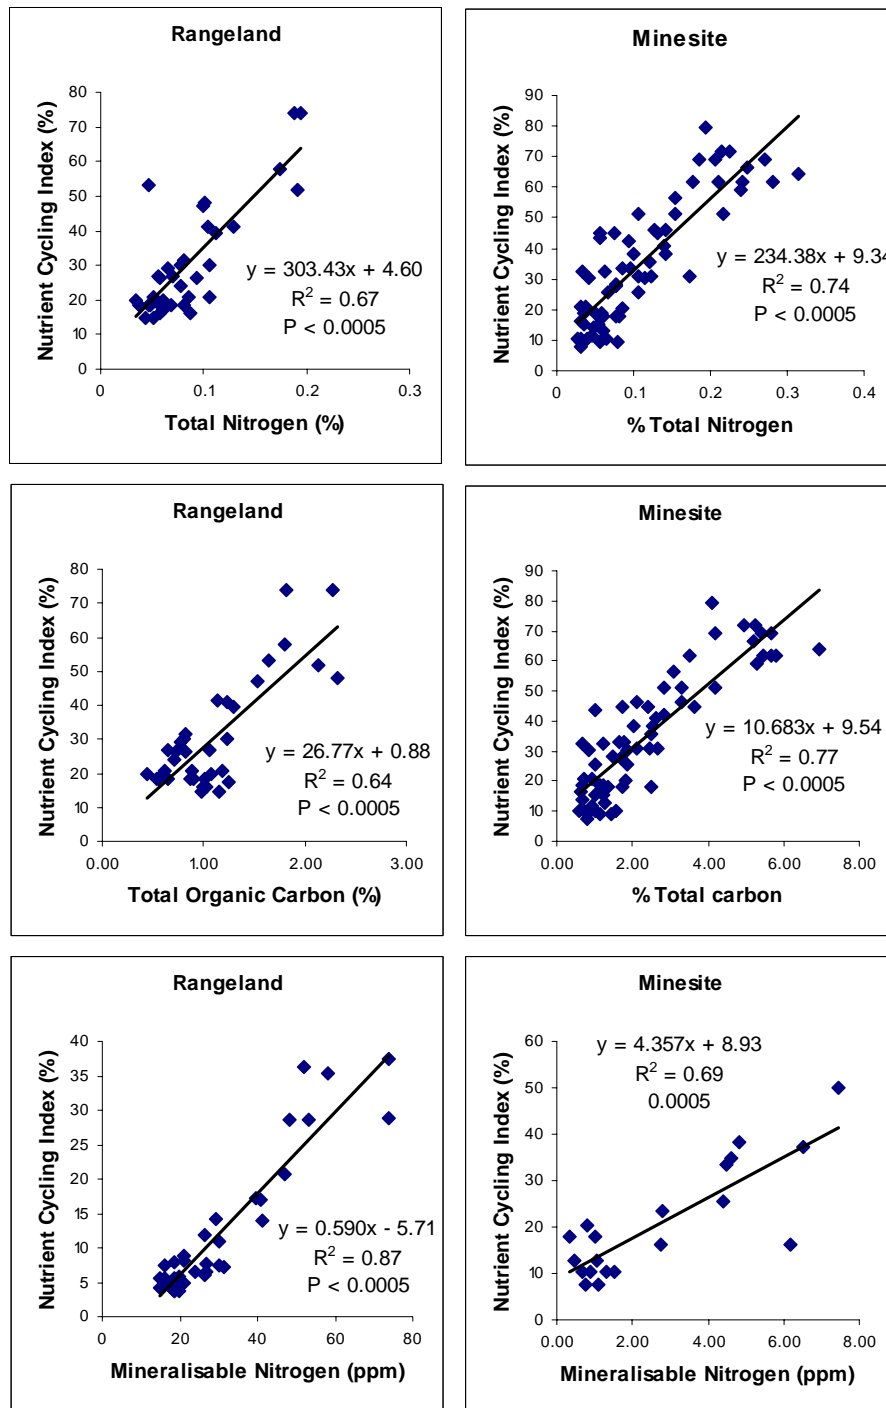 Rangeland
Nutrient Cycling Index (%)
80
70
60
50
40
30
20
10
0
y = 303.43x + 4.60
R² = 0.67
P < 0.0005
0 0.1 0.2 0.3
Total Nitrogen (%)
Minesite
Nutrient Cycling Index (%)
90
80
70
60
50
40
30
20
10
0
y = 234.38x + 9.34
R² = 0.74
P < 0.0005
0 0.1 0.2 0.3 0.4
% Total Nitrogen
Rangeland
Nutrient Cycling Index (%)
80
70
60
50
40
30
20
10
0
y = 26.77x + 0.88
R² = 0.64
P < 0.0005
0.00 1.00 2.00 3.00
Total Organic Carbon (%)
Minesite
Nutrient Cycling Index (%)
90
80
70
60
50
40
30
20
10
0
y = 10.683x + 9.54
R² = 0.77
P < 0.0005
0.00 2.00 4.00 6.00 8.00
% Total carbon
Rangeland
Nutrient Cycling Index (%)
40
35
30
25
20
15
10
5
0
y = 0.590x - 5.71
R² = 0.87
P < 0.0005
0 20 40 60 80
Mineralisable Nitrogen (ppm)
Minesite
Nutrient Cycling Index (%)
60
50
40
30
20
10
0
y = 4.357x + 8.93
R² = 0.69
0.0005
0.00 2.00 4.00 6.00 8.00
Mineralisable Nitrogen (ppm)